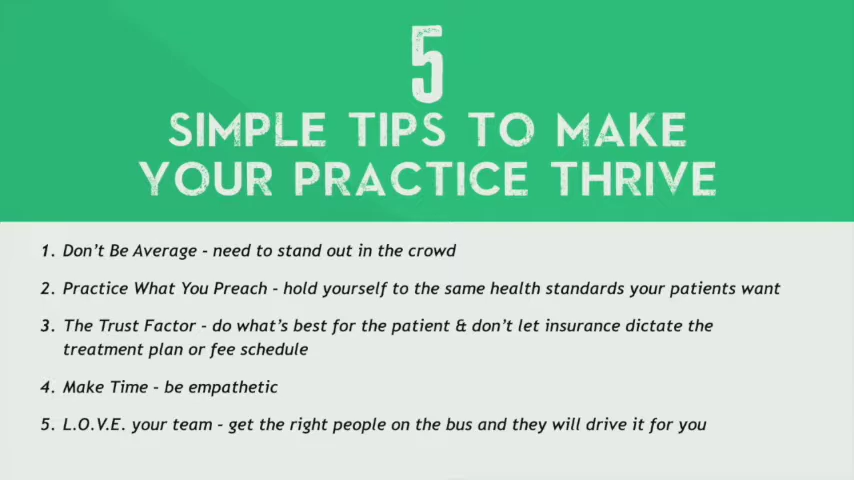 5
SIMPLE TIPS TO MAKE
YOUR PRACTICE THRIVE
1. Don't Be Average - need to stand out in the crowd
2. Practice What You Preach - hold yourself to the same health standards your patients want
3. The Trust Factor - do what's best for the patient & don't let insurance dictate the
treatment plan or fee schedule
4. Make Time - be empathetic
5. L.O.V.E. your team - get the right people on the bus and they will drive it for you